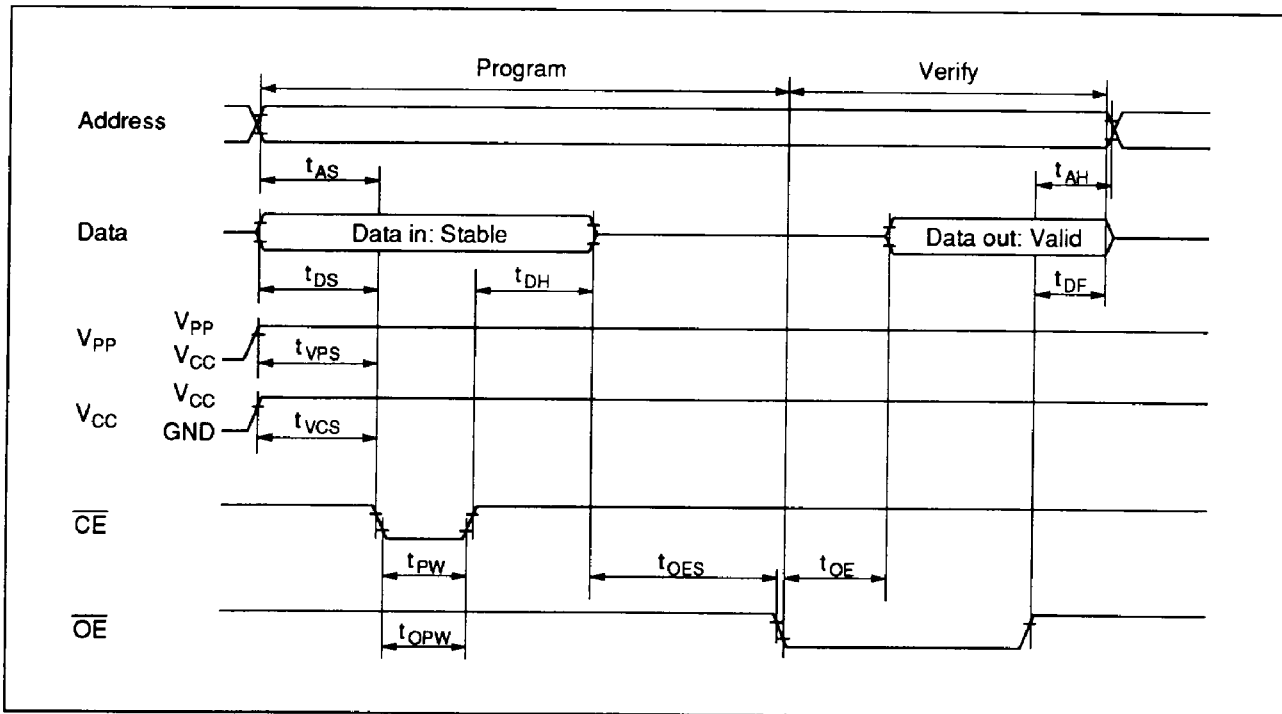 Program
Verify
Address
tAS
tAH
Data
Data in: Stable
Data out: Valid
tDS
tDH
tDF
VPP
VPP
VCC
tVPS
VCC
VCC
GND
tVCS
CE
tPW
tOES
tOE
OE
tOPW